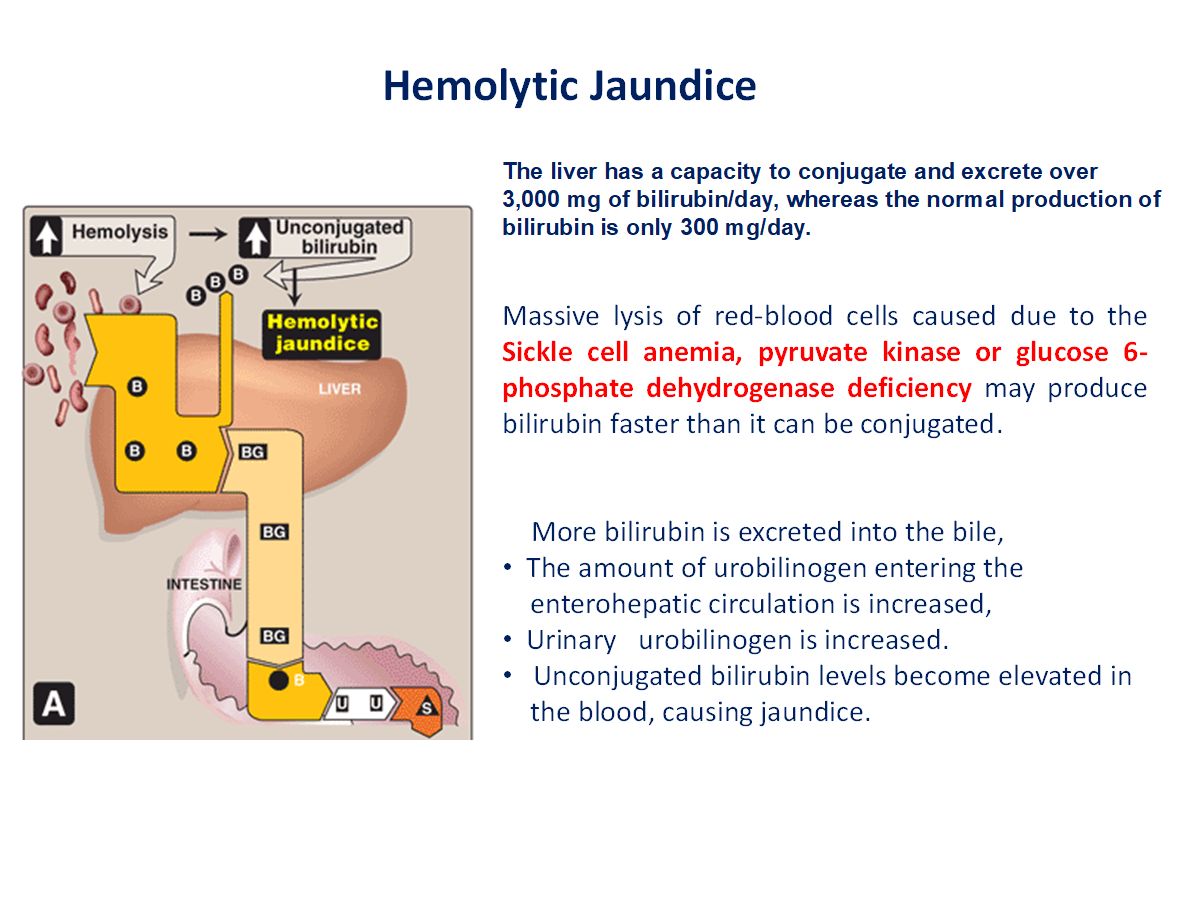 Hemolytic Jaundice
The liver has a capacity to conjugate and excrete over
3,000 mg of bilirubin/day, whereas the normal production of
bilirubin is only 300 mg/day.
Hemolysis
Unconjugated
bilirubin
B B B
Hemolytic
jaundice
LIVER
B
B B
BG
BG
INTESTINE
BG
B
U U
S
A
Massive lysis of red-blood cells caused due to the
Sickle cell anemia, pyruvate kinase or glucose 6-
phosphate dehydrogenase deficiency may produce
bilirubin faster than it can be conjugated.
More bilirubin is excreted into the bile,
• The amount of urobilinogen entering the
enterohepatic circulation is increased,
• Urinary urobilinogen is increased.
• Unconjugated bilirubin levels become elevated in
the blood, causing jaundice.